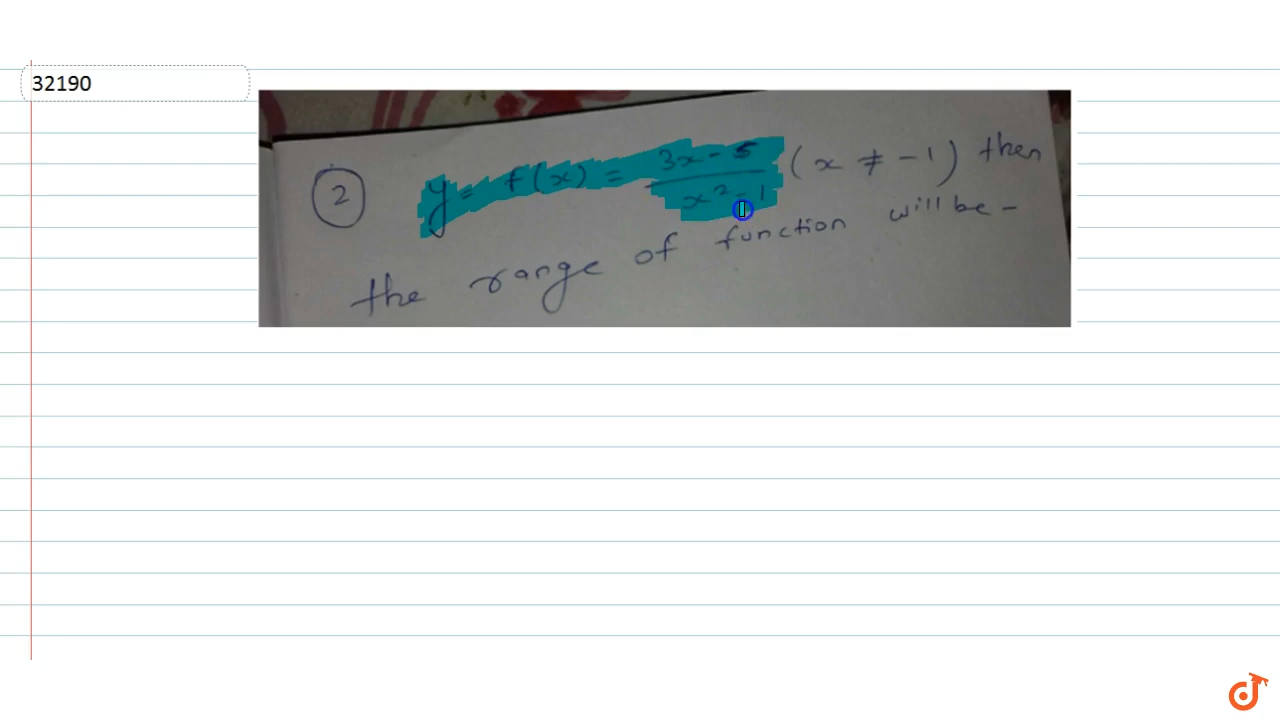 32190
② y = f(x) = (3x - 5)/(x² - 1) (x ≠ -1) then
the range of function will be -